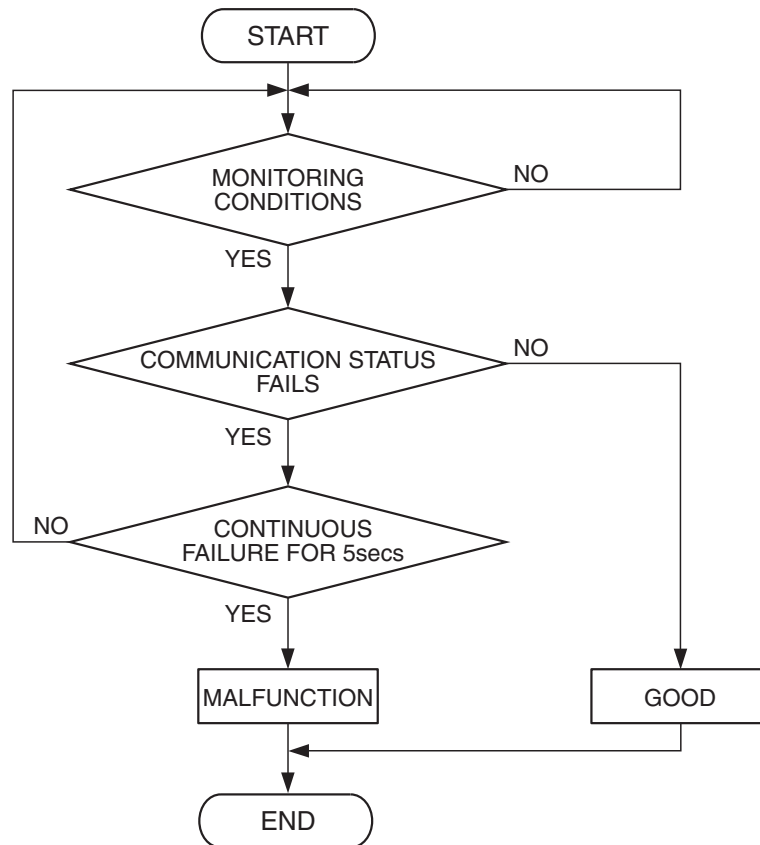 START
MONITORING
CONDITIONS
NO
YES
COMMUNICATION STATUS
FAILS
NO
YES
CONTINUOUS
FAILURE FOR 5secs
NO
YES
MALFUNCTION
GOOD
END